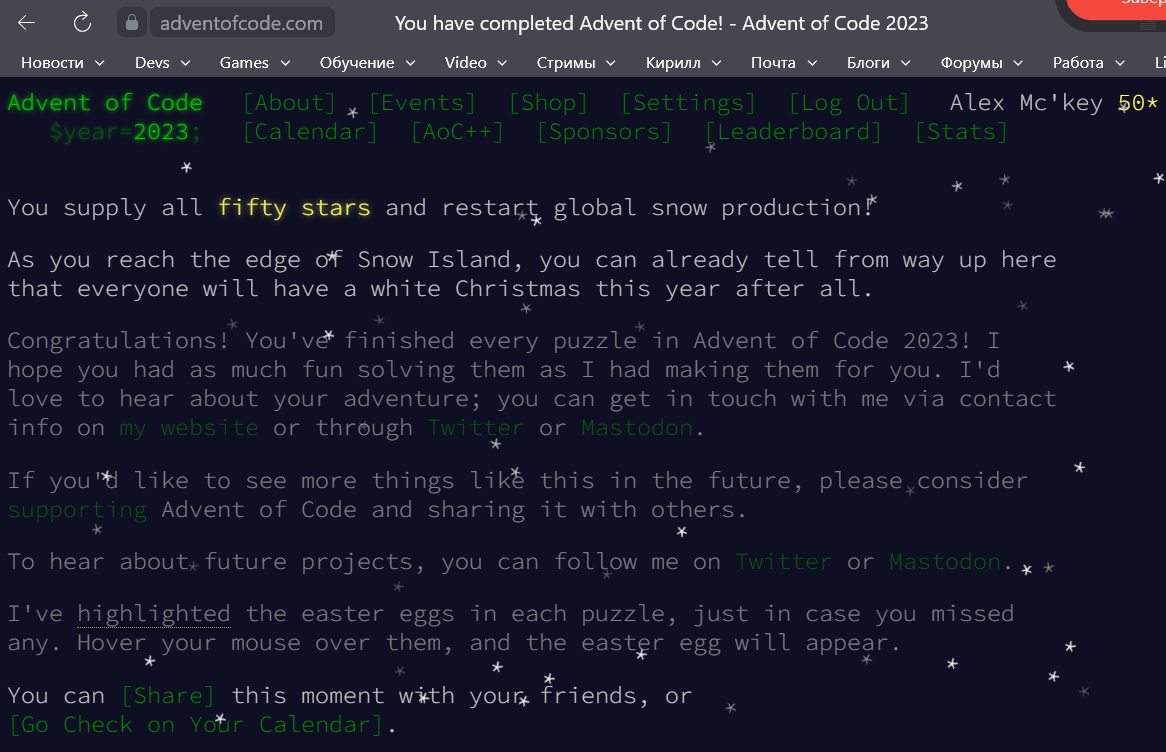 adventofcode.com You have completed Advent of Code! - Advent of Code 2023
Новости Devs Games Обучение Video Стримы Кирилл Почта Блоги Форумы Работа
Advent of Code [About] [Events] [Shop] [Settings] [Log Out] Alex Mc'key 50*
$year=2023; [Calendar] [AoC++] [Sponsors] [Leaderboard] [Stats]
You supply all fifty stars and restart global snow production!
As you reach the edge of Snow Island, you can already tell from way up here
that everyone will have a white Christmas this year after all.
Congratulations! You've finished every puzzle in Advent of Code 2023! I
hope you had as much fun solving them as I had making them for you. I'd
love to hear about your adventure; you can get in touch with me via contact
info on my website or through Twitter or Mastodon.
If you'd like to see more things like this in the future, please consider
supporting Advent of Code and sharing it with others.
To hear about future projects, you can follow me on Twitter or Mastodon.
I've highlighted the easter eggs in each puzzle, just in case you missed
any. Hover your mouse over them, and the easter egg will appear.
You can [Share] this moment with your friends, or
[Go Check on Your Calendar].